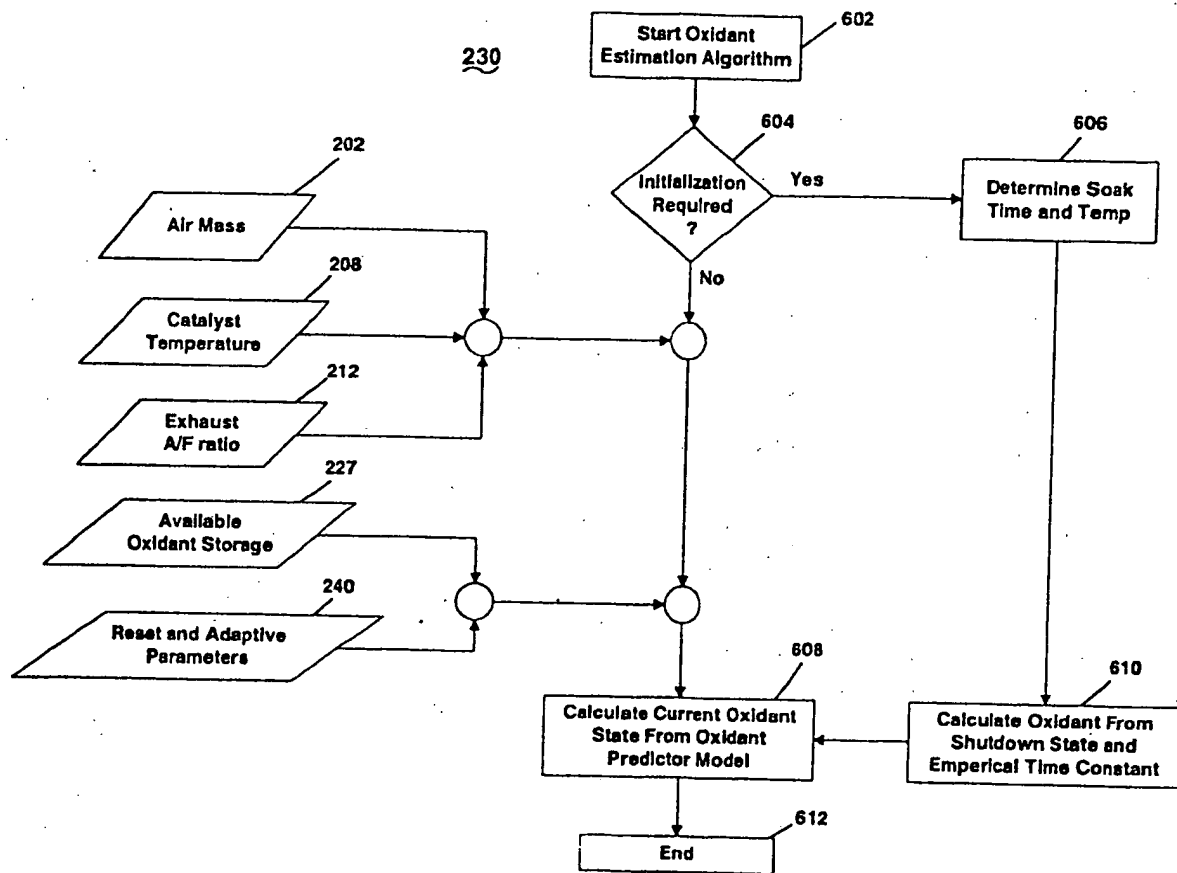 602
Start Oxidant
Estimation Algorithm
230
604
606
202
Initialization
Required
?
Yes
Determine Soak
Time and Temp
Air Mass
208
No
Catalyst
Temperature
212
Exhaust
A/F ratio
227
Available
Oxidant Storage
240
Reset and Adaptive
Parameters
608
610
Calculate Current Oxidant
State From Oxidant
Predictor Model
Calculate Oxidant From
Shutdown State and
Emperical Time Constant
612
End